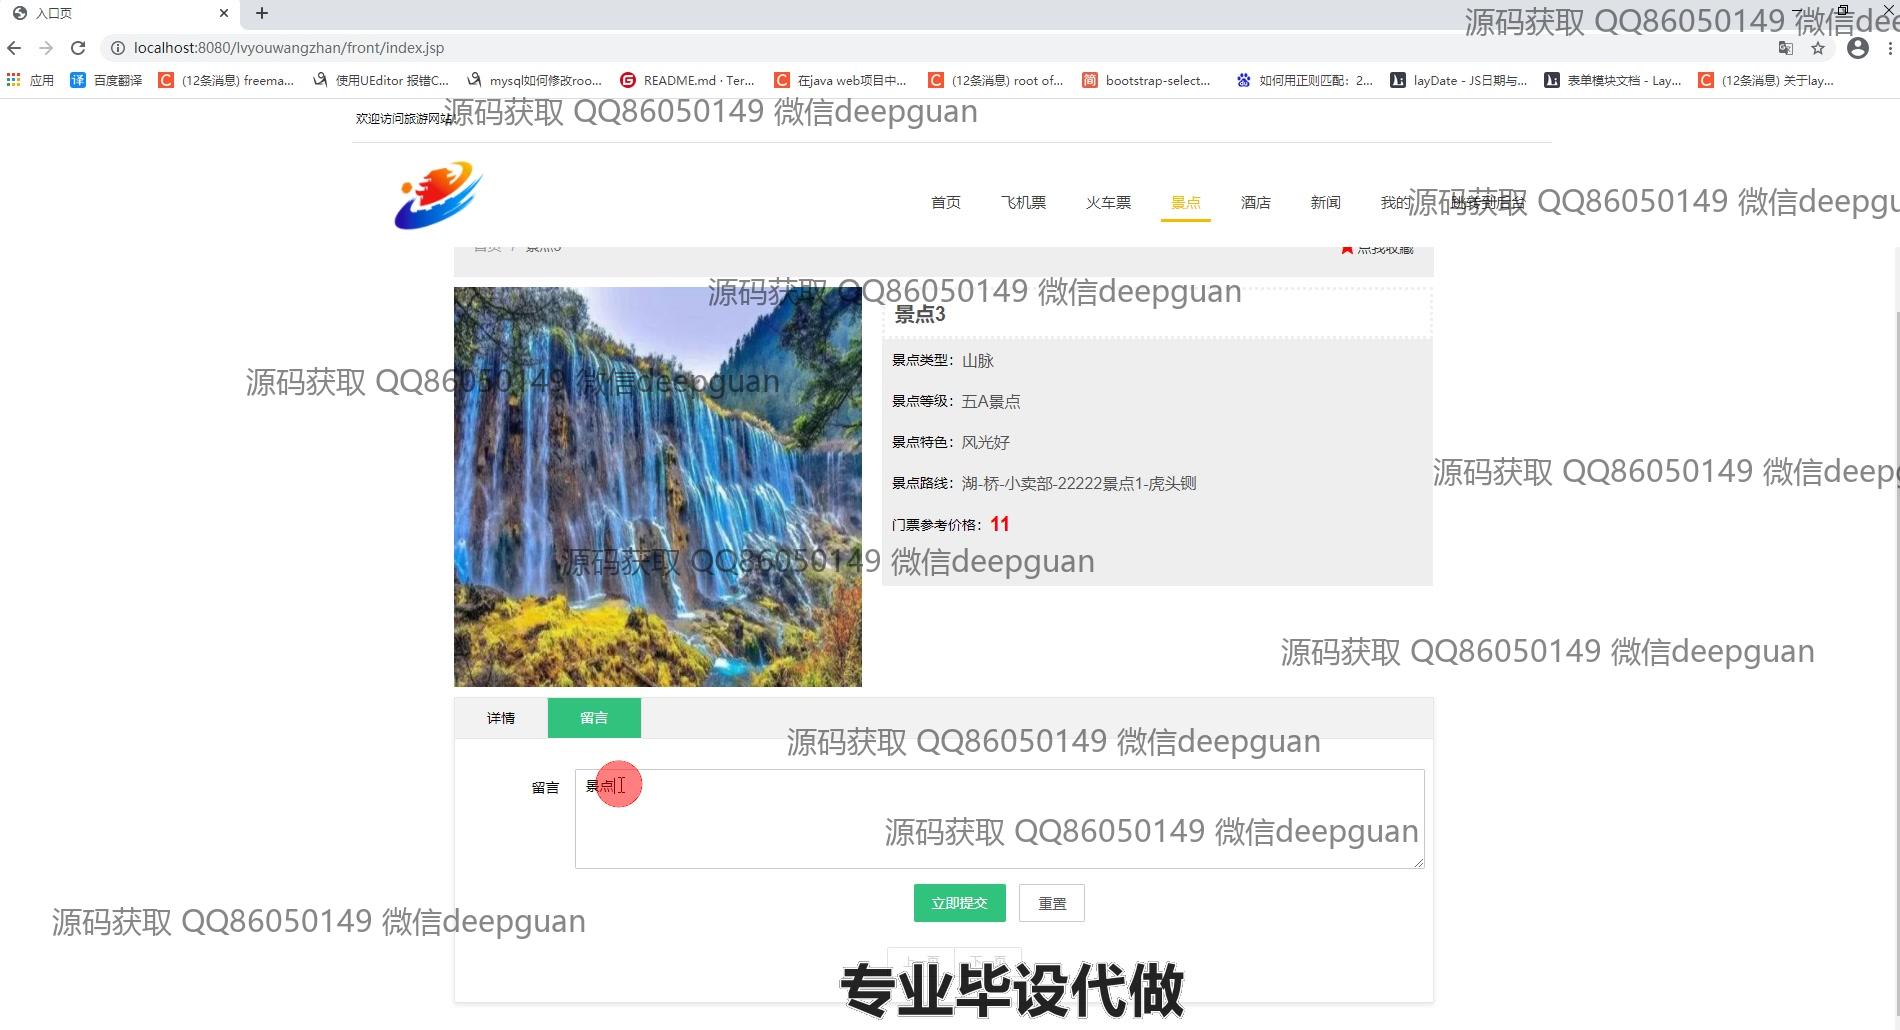 入口页
源码获取 QQ86050149 微信dee
localhost:8080/lvyouwangzhan/front/index.jsp
应用 百度翻译 (12条消息) freema... 使用UEditor 报错C... mysql如何修改roo... README.md · Ter... 在java web项目中... (12条消息) root of... bootstrap-select... 如何用正则匹配：2... layDate - JS日期与... 表单模块文档 - Lay... (12条消息) 关于lay...
欢迎访问旅游网站
源码获取 QQ86050149 微信deepguan
首页 飞机票 火车票 景点 酒店 新闻 我的 跳转到后台
源码获取 QQ86050149 微信deepgu
首页 / 景点3 点我收藏
源码获取 QQ86050149 微信deepguan
景点3
景点类型：山脉
源码获取 QQ86050149 微信deepguan
景点等级：五A景点
景点特色：风光好
源码获取 QQ86050149 微信deep
景点路线：湖-桥-小卖部-22222景点1-虎头铡
门票参考价格：11
源码获取 QQ86050149 微信deepguan
源码获取 QQ86050149 微信deepguan
详情 留言
源码获取 QQ86050149 微信deepguan
留言 景点
源码获取 QQ86050149 微信deepguan
立即提交 重置
源码获取 QQ86050149 微信deepguan
上一页 下一页
专业毕设代做